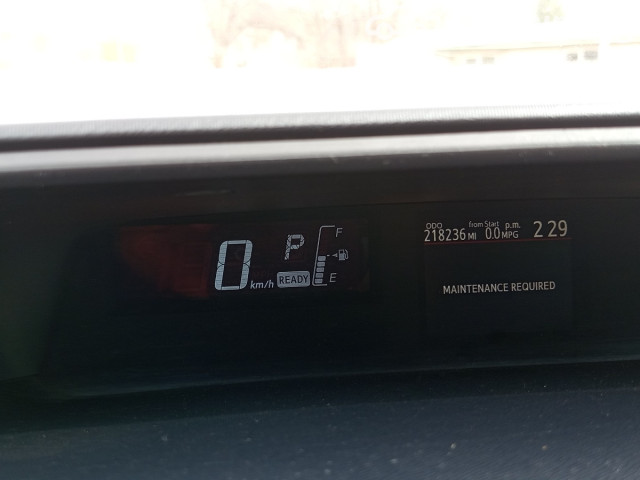 0 km/h
P
READY
F
E
ODO from Start p.m.
218236 MI 0.0 MPG 2 29
MAINTENANCE REQUIRED